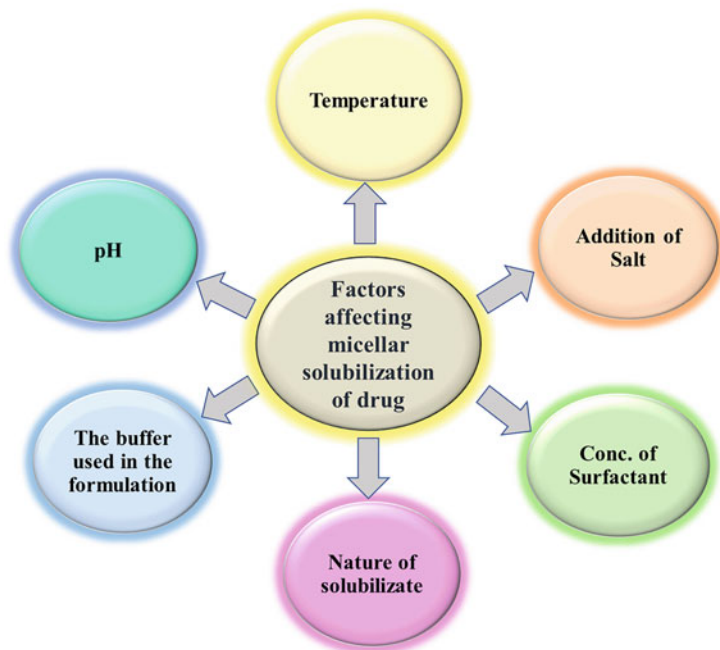 Temperature
pH
Addition of
Salt
Factors
affecting
micellar
solubilization
of drug
The buffer
used in the
formulation
Conc. of
Surfactant
Nature of
solubilizate